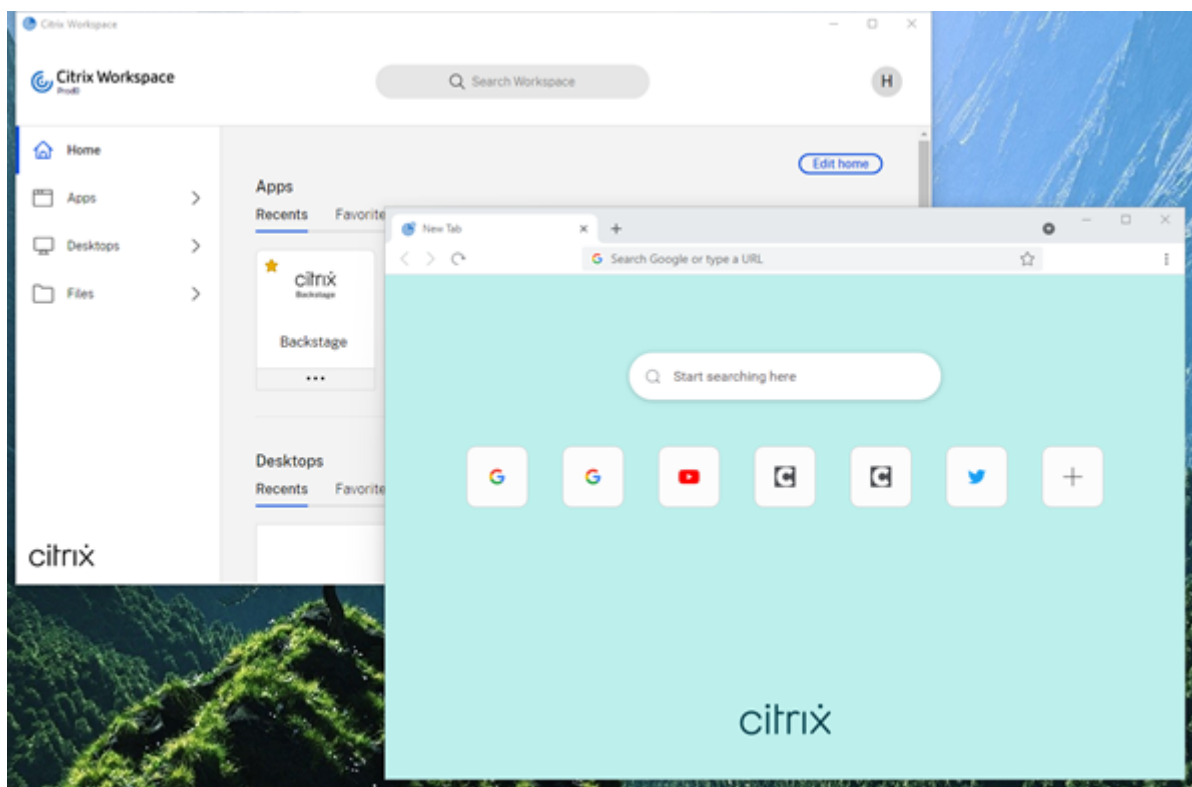 Citrix Workspace
Citrix Workspace
Prod0
Search Workspace
H
Home
Apps
Desktops
Files
citrix
Edit home
Apps
Recents Favorite
citrix
Backstage
Backstage
Desktops
Recents Favorite
New Tab
Search Google or type a URL
Start searching here
citrix